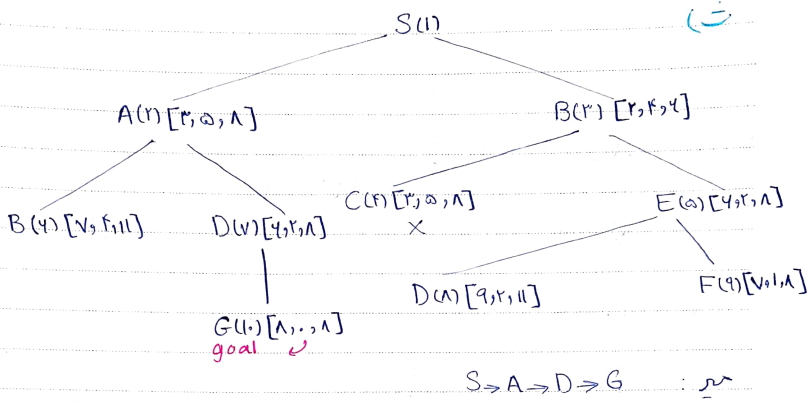 ت)
S(۱)
A(۲)[۳,۵,۸] B(۳)[۲,۴,۶]
B(۶)[۷,۴,۱۱] D(۷)[۶,۲,۸] C(۴)[۳,۵,۸] E(۵)[۶,۲,۸]
×
D(۸)[۹,۲,۱۱] F(۹)[۷,۱,۸]
G(۱۰)[۸,۰,۸]
goal
مسیر: S→A→D→G